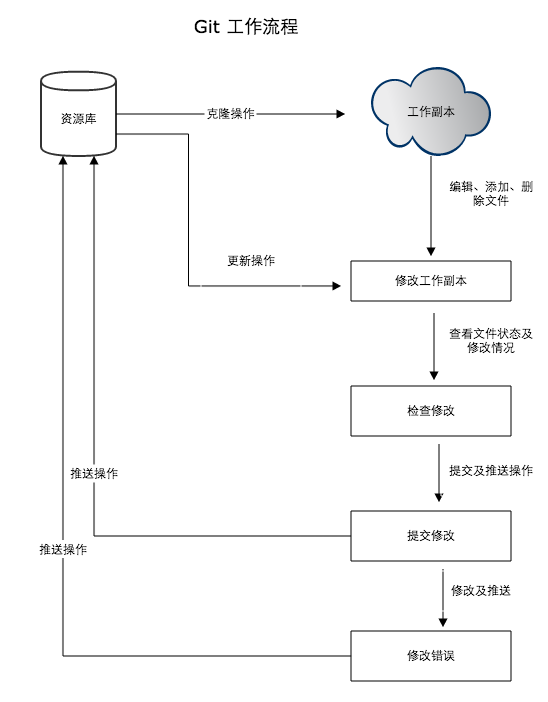 Git 工作流程
资源库
克隆操作
工作副本
编辑、添加、删
除文件
更新操作
修改工作副本
查看文件状态及
修改情况
检查修改
推送操作
提交及推送操作
提交修改
推送操作
修改及推送
修改错误